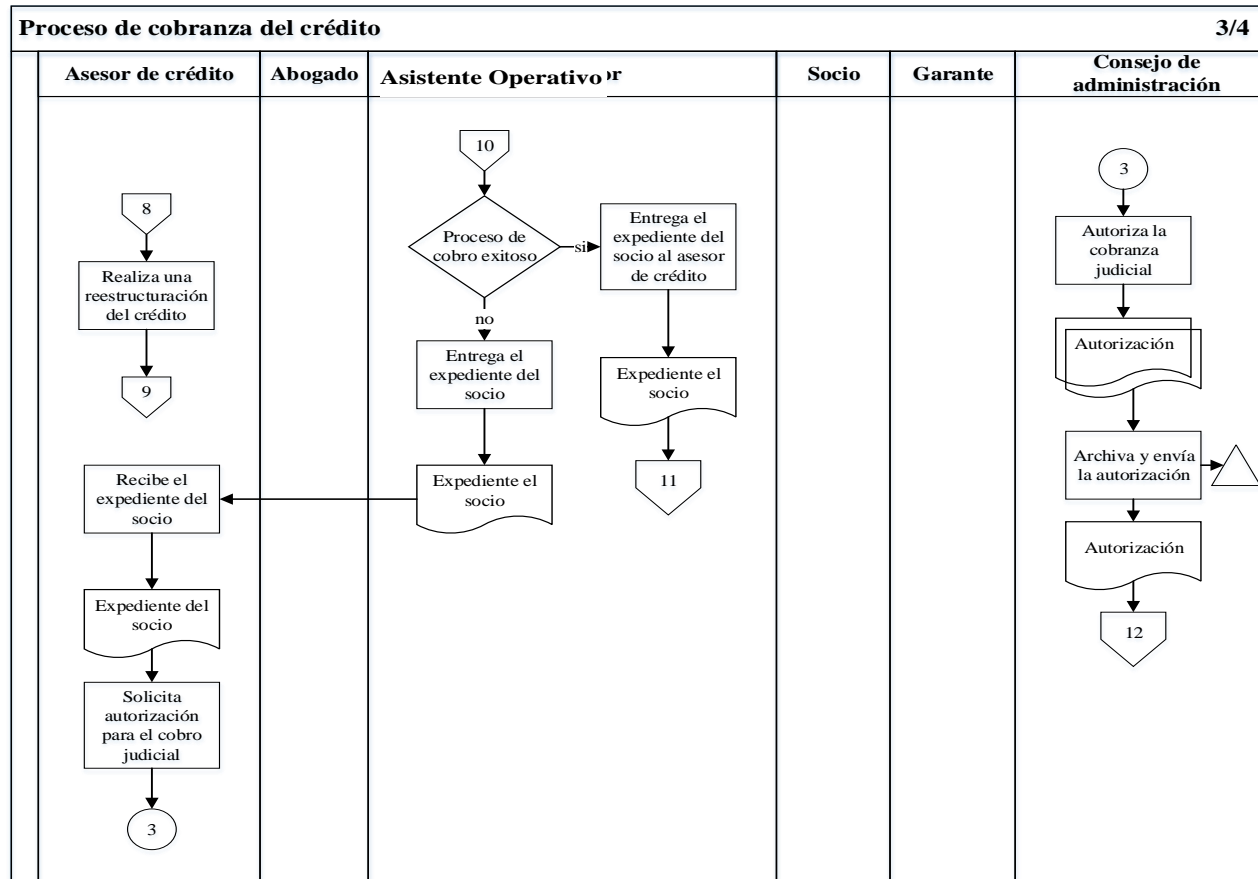 Proceso de cobranza del crédito 3/4
Asesor de crédito
Abogado
Asistente Operativo
Socio
Garante
Consejo de
administración
8
Realiza una
reestructuración
del crédito
9
Recibe el
expediente del
socio
Expediente del
socio
Solicita
autorización
para el cobro
judicial
3
10
Proceso de
cobro exitoso
si
no
Entrega el
expediente del
socio
Expediente el
socio
Entrega el
expediente del
socio al asesor
de crédito
Expediente el
socio
11
3
Autoriza la
cobranza
judicial
Autorización
Archiva y envía
la autorización
Autorización
12